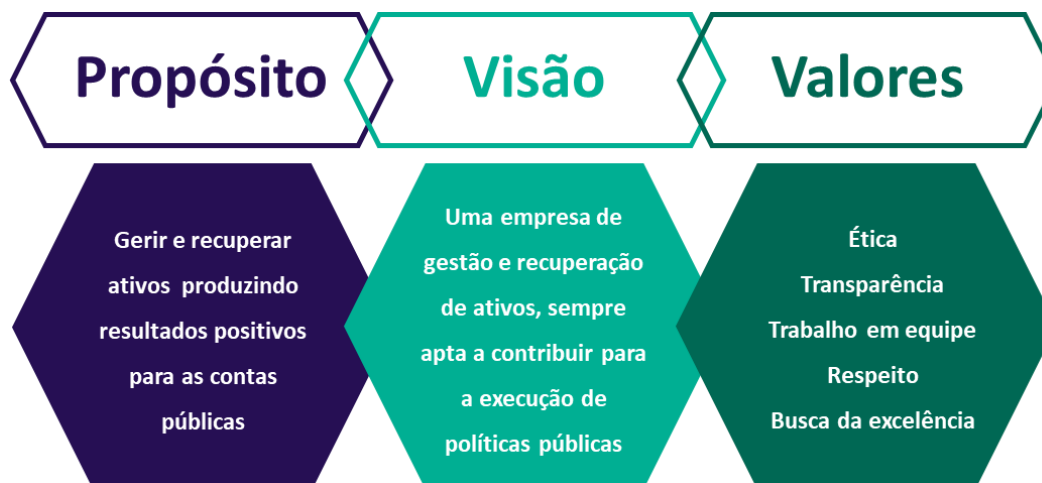 Propósito
Visão
Valores
Gerir e recuperar
ativos produzindo
resultados positivos
para as contas
públicas
Uma empresa de
gestão e recuperação
de ativos, sempre
apta a contribuir para
a execução de
políticas públicas
Ética
Transparência
Trabalho em equipe
Respeito
Busca da excelência